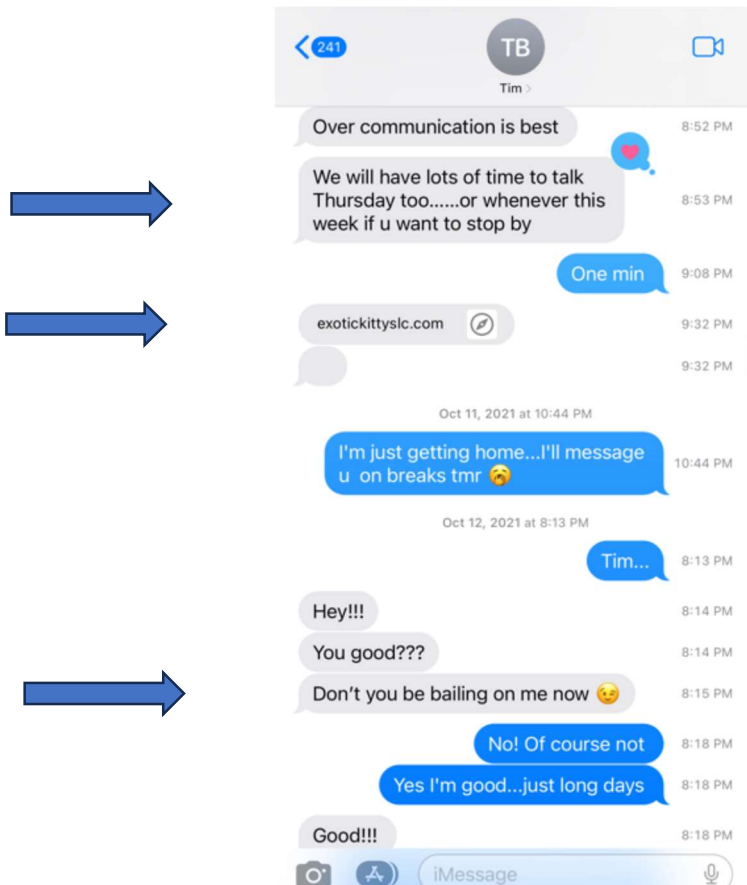 241
TB
Tim >
Over communication is best
8:52 PM
We will have lots of time to talk
Thursday too......or whenever this
week if u want to stop by
8:53 PM
One min
9:08 PM
exotickittyslc.com
9:32 PM
9:32 PM
Oct 11, 2021 at 10:44 PM
I'm just getting home...I'll message
u on breaks tmr 😭
10:44 PM
Oct 12, 2021 at 8:13 PM
Tim...
8:13 PM
Hey!!!
8:14 PM
You good???
8:14 PM
Don't you be bailing on me now 😉
8:15 PM
No! Of course not
8:18 PM
Yes I'm good...just long days
8:18 PM
Good!!!
8:18 PM
iMessage